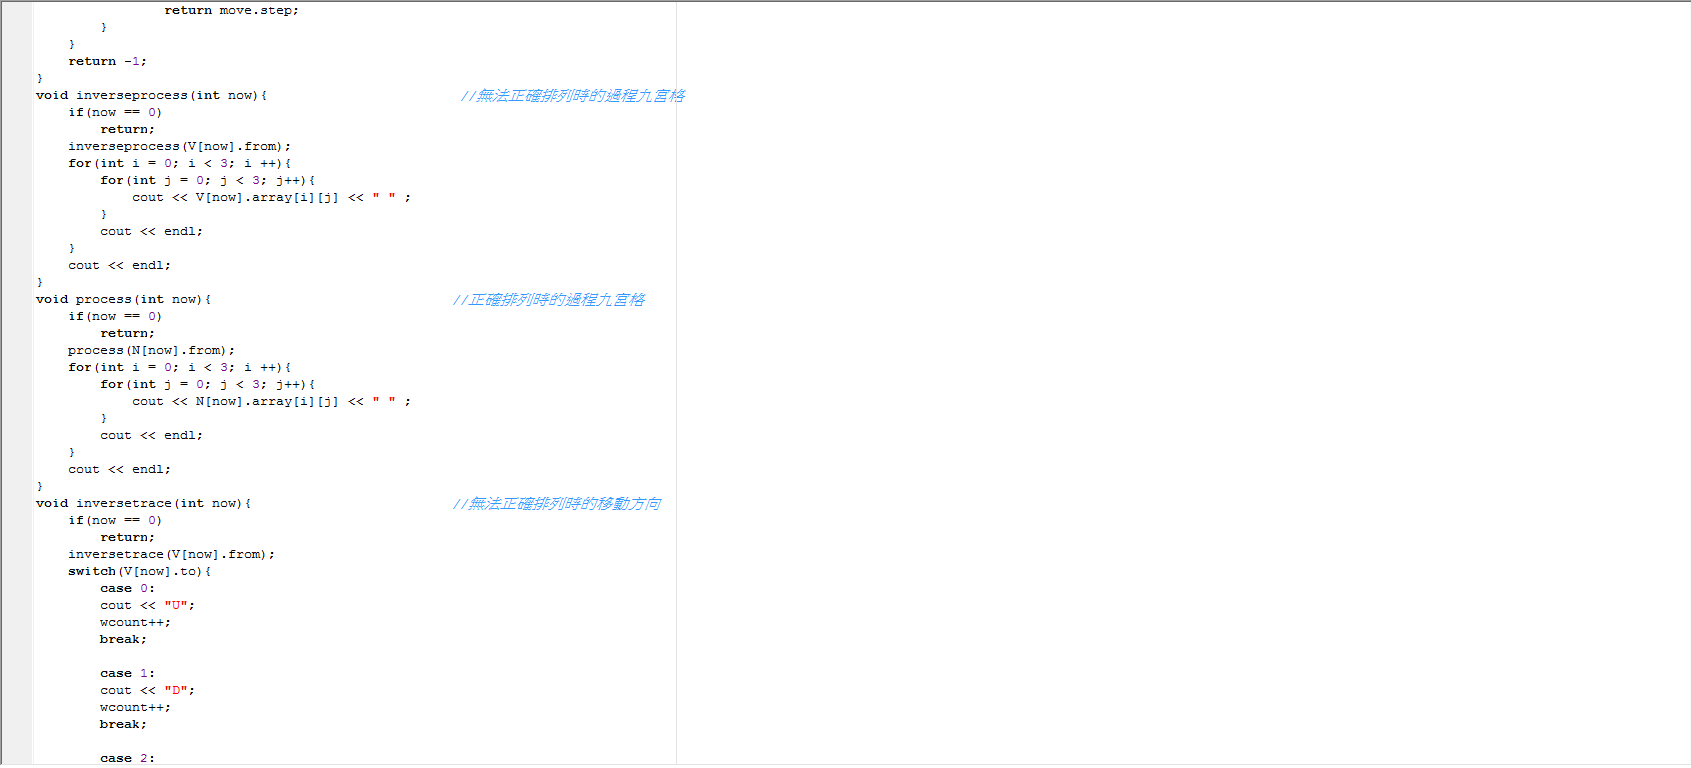 return move.step;
        }
    }
    return -1;
}
void inverseprocess(int now){                        //無法正確排列時的過程九宮格
    if(now == 0)
        return;
    inverseprocess(V[now].from);
    for(int i = 0; i < 3; i ++){
        for(int j = 0; j < 3; j++){
            cout << V[now].array[i][j] << " " ;
        }
        cout << endl;
    }
    cout << endl;
}
void process(int now){                              //正確排列時的過程九宮格
    if(now == 0)
        return;
    process(N[now].from);
    for(int i = 0; i < 3; i ++){
        for(int j = 0; j < 3; j++){
            cout << N[now].array[i][j] << " " ;
        }
        cout << endl;
    }
    cout << endl;
}
void inversetrace(int now){                         //無法正確排列時的移動方向
    if(now == 0)
        return;
    inversetrace(V[now].from);
    switch(V[now].to){
        case 0:
        cout << "U";
        wcount++;
        break;

        case 1:
        cout << "D";
        wcount++;
        break;

        case 2: